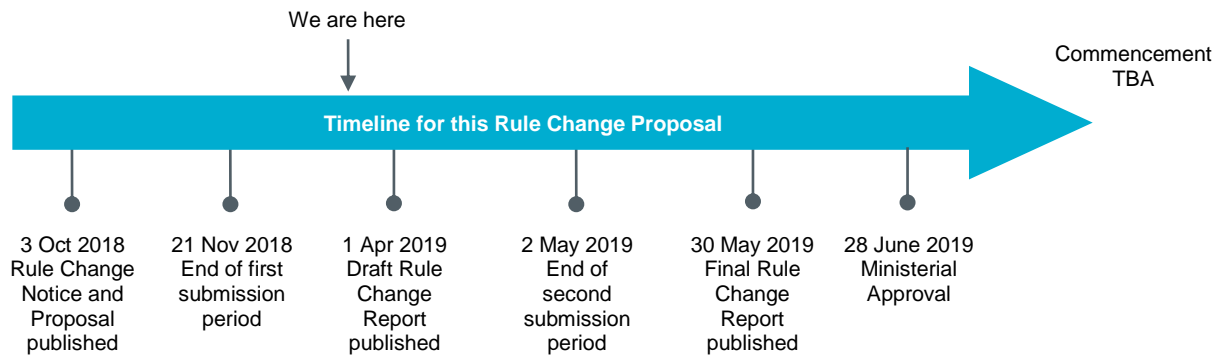 We are here
Commencement
TBA
Timeline for this Rule Change Proposal
3 Oct 2018
Rule Change
Notice and
Proposal
published
21 Nov 2018
End of first
submission
period
1 Apr 2019
Draft Rule
Change
Report
published
2 May 2019
End of
second
submission
period
30 May 2019
Final Rule
Change
Report
published
28 June 2019
Ministerial
Approval